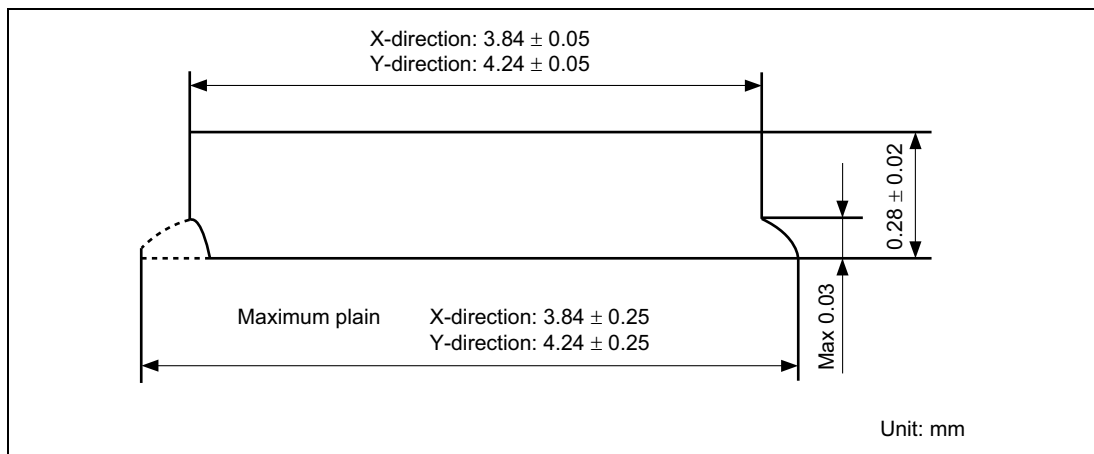 X-direction: 3.84 ± 0.05
Y-direction: 4.24 ± 0.05
0.28 ± 0.02
Max 0.03
Maximum plain X-direction: 3.84 ± 0.25
Y-direction: 4.24 ± 0.25
Unit: mm